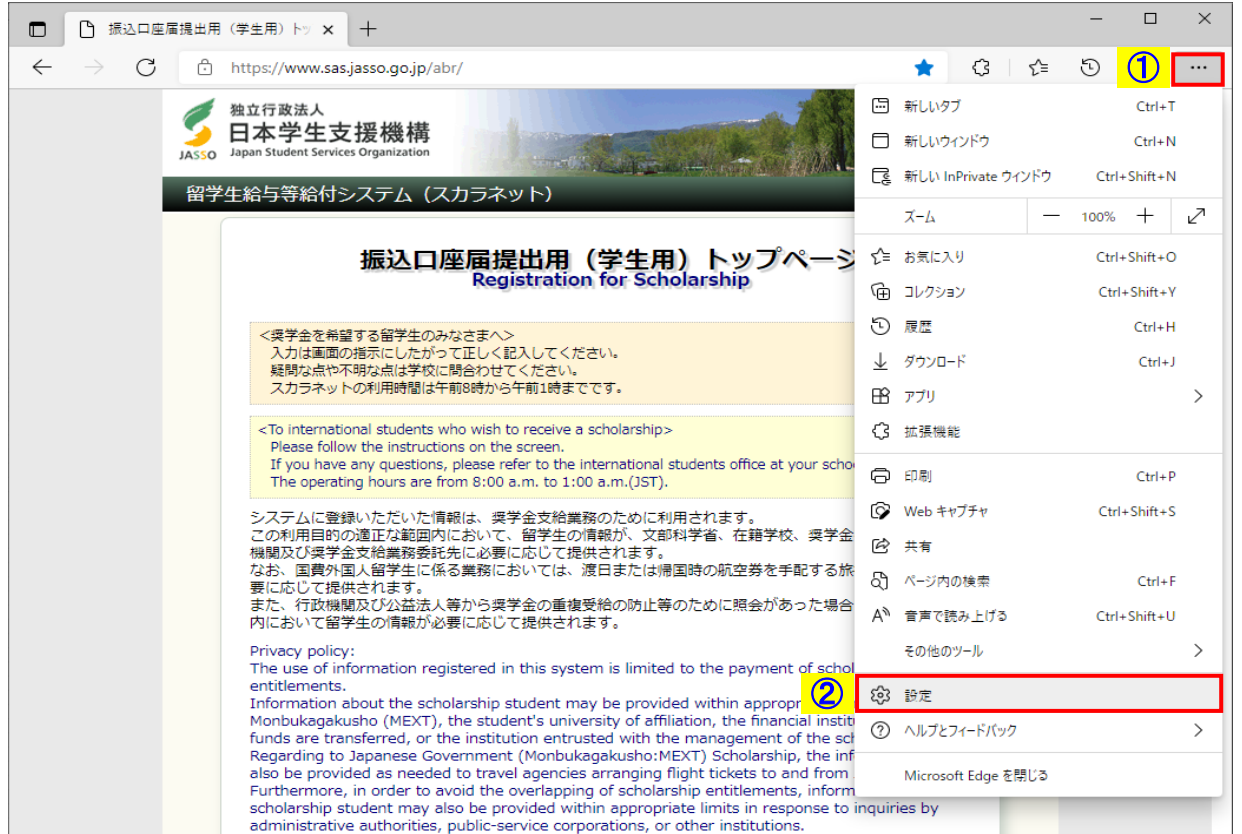 振込口座届提出用（学生用）トッ
https://www.sas.jasso.go.jp/abr/
①
独立行政法人
日本学生支援機構
JASSO Japan Student Services Organization
留学生給与等給付システム（スカラネット）
振込口座届提出用（学生用）トップページ
Registration for Scholarship
<奨学金を希望する留学生のみなさまへ>
入力は画面の指示にしたがって正しく記入してください。
疑問な点や不明な点は学校に問合わせてください。
スカラネットの利用時間は午前8時から午前1時までです。
<To international students who wish to receive a scholarship>
Please follow the instructions on the screen.
If you have any questions, please refer to the international students office at your scho
The operating hours are from 8:00 a.m. to 1:00 a.m.(JST).
システムに登録いただいた情報は、奨学金支給業務のために利用されます。
この利用目的の適正な範囲内において、留学生の情報が、文部科学省、在籍学校、奨学金
機関及び奨学金支給業務委託先に必要に応じて提供されます。
なお、国費外国人留学生に係る業務においては、渡日または帰国時の航空券を手配する旅
要に応じて提供されます。
また、行政機関及び公益法人等から奨学金の重複受給の防止等のために照会があった場合
内において留学生の情報が必要に応じて提供されます。
Privacy policy:
The use of information registered in this system is limited to the payment of schol
entitlements.
Information about the scholarship student may be provided within appropr
Monbukagakusho (MEXT), the student's university of affiliation, the financial instit
funds are transferred, or the institution entrusted with the management of the sch
Regarding to Japanese Government (Monbukagakusho:MEXT) Scholarship, the inf
also be provided as needed to travel agencies arranging flight tickets to and from
Furthermore, in order to avoid the overlapping of scholarship entitlements, inform
scholarship student may also be provided within appropriate limits in response to inquiries by
administrative authorities, public-service corporations, or other institutions.
新しいタブ Ctrl+T
新しいウィンドウ Ctrl+N
新しい InPrivate ウィンドウ Ctrl+Shift+N
ズーム 100%
お気に入り Ctrl+Shift+O
コレクション Ctrl+Shift+Y
履歴 Ctrl+H
ダウンロード Ctrl+J
アプリ
拡張機能
印刷 Ctrl+P
Web キャプチャ Ctrl+Shift+S
共有
ページ内の検索 Ctrl+F
音声で読み上げる Ctrl+Shift+U
その他のツール
② 設定
ヘルプとフィードバック
Microsoft Edge を閉じる